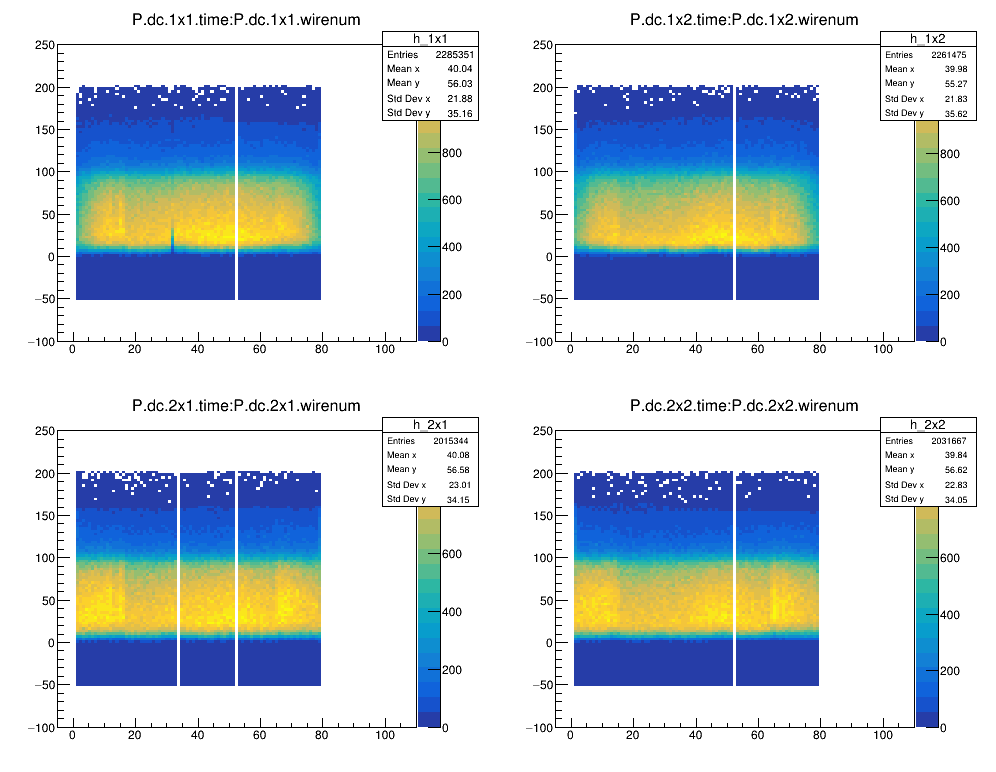 P.dc.1x1.time:P.dc.1x1.wirenum
h_1x1
Entries 2285351
Mean x 40.04
Mean y 56.03
Std Dev x 21.88
Std Dev y 35.16
250
200
150
100
50
0
−50
−100
0 20 40 60 80 100
800
600
400
200
0
P.dc.1x2.time:P.dc.1x2.wirenum
h_1x2
Entries 2261475
Mean x 39.98
Mean y 55.27
Std Dev x 21.83
Std Dev y 35.62
250
200
150
100
50
0
−50
−100
0 20 40 60 80 100
800
600
400
200
0
P.dc.2x1.time:P.dc.2x1.wirenum
h_2x1
Entries 2015344
Mean x 40.08
Mean y 56.58
Std Dev x 23.01
Std Dev y 34.15
250
200
150
100
50
0
−50
−100
0 20 40 60 80 100
600
400
200
0
P.dc.2x2.time:P.dc.2x2.wirenum
h_2x2
Entries 2031667
Mean x 39.84
Mean y 56.62
Std Dev x 22.83
Std Dev y 34.05
250
200
150
100
50
0
−50
−100
0 20 40 60 80 100
600
400
200
0